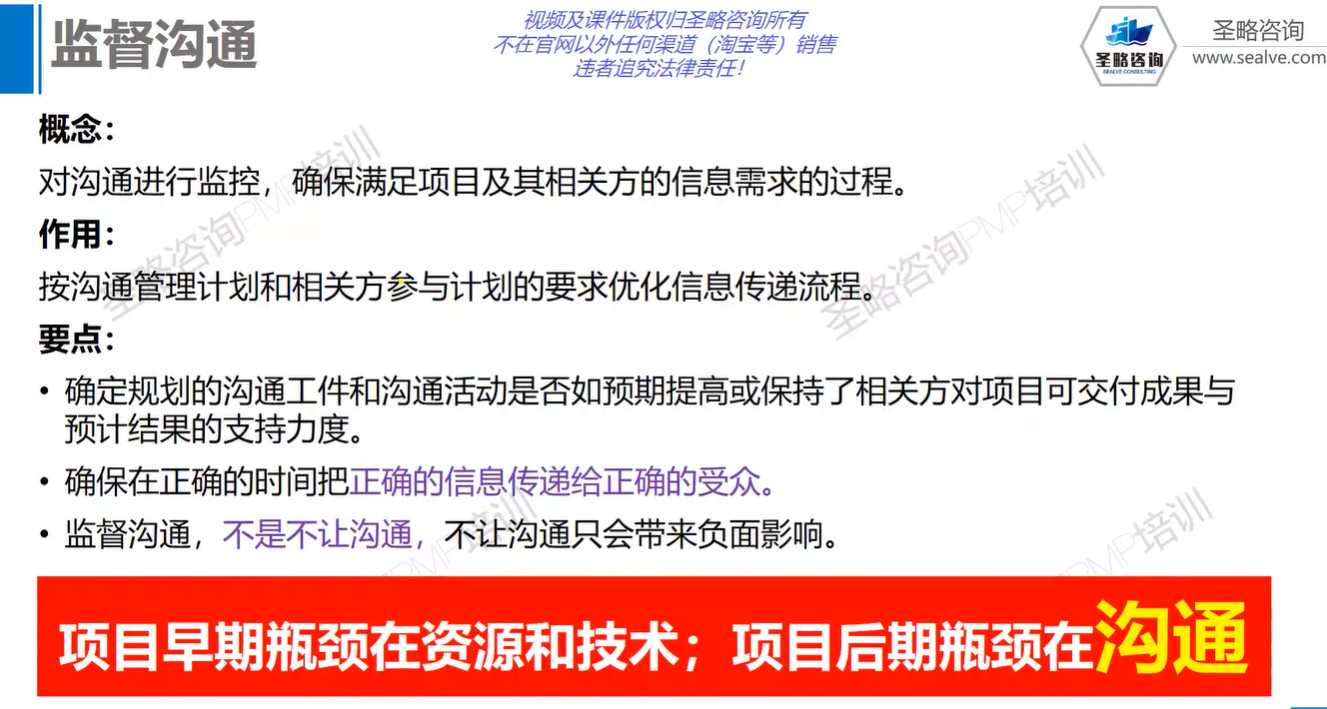 监督沟通
视频及课件版权归圣略咨询所有
不在官网以外任何渠道（淘宝等）销售
违者追究法律责任！
圣略咨询
SEALVE CONSULTING
圣略咨询
www.sealve.com
概念：
对沟通进行监控，确保满足项目及其相关方的信息需求的过程。
作用：
按沟通管理计划和相关方参与计划的要求优化信息传递流程。
要点：
• 确定规划的沟通工件和沟通活动是否如预期提高或保持了相关方对项目可交付成果与
预计结果的支持力度。
• 确保在正确的时间把正确的信息传递给正确的受众。
• 监督沟通，不是不让沟通，不让沟通只会带来负面影响。
项目早期瓶颈在资源和技术；项目后期瓶颈在沟通
圣略咨询PMP培训
圣略咨询PMP培训
PMP培训
PMP培训